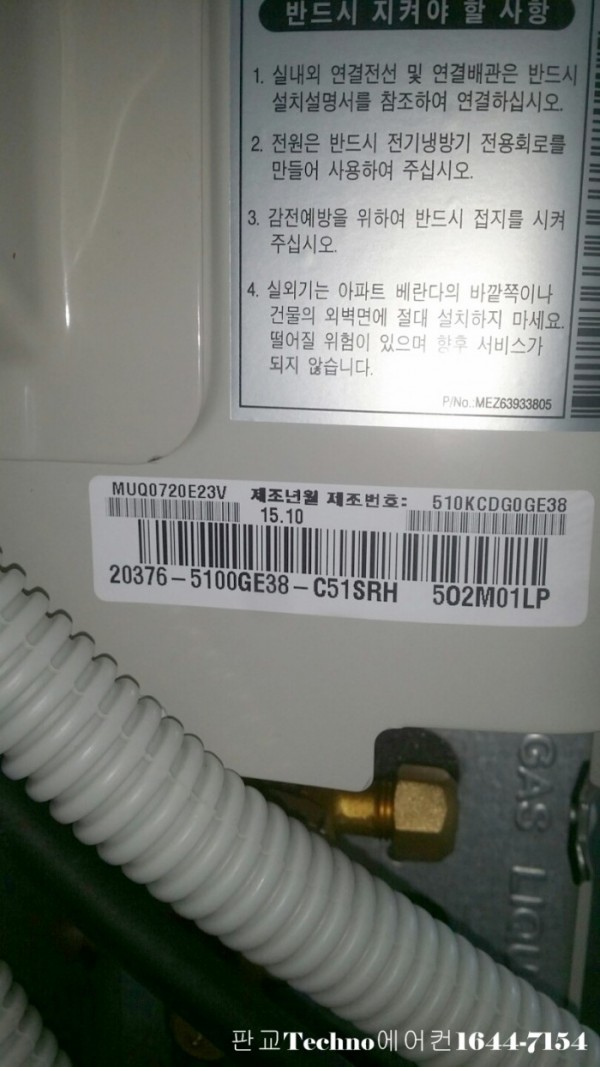 반드시 지켜야 할 사항
1. 실내외 연결전선 및 연결배관은 반드시
설치설명서를 참조하여 연결하십시오.
2. 전원은 반드시 전기냉방기 전용회로를
만들어 사용하여 주십시오.
3. 감전예방을 위하여 반드시 접지를 시켜
주십시오.
4. 실외기는 아파트 베란다의 바깥쪽이나
건물의 외벽면에 절대 설치하지 마세요.
떨어질 위험이 있으며 향후 서비스가
되지 않습니다.
P/No.:MEZ63933805
MUQ0720E23V 제조년월 제조번호: 510KCDG0GE38
15.10
20376-5100GE38-C51SRH 502M01LP
GAS LIQU
판교Techno에어컨1644-7154